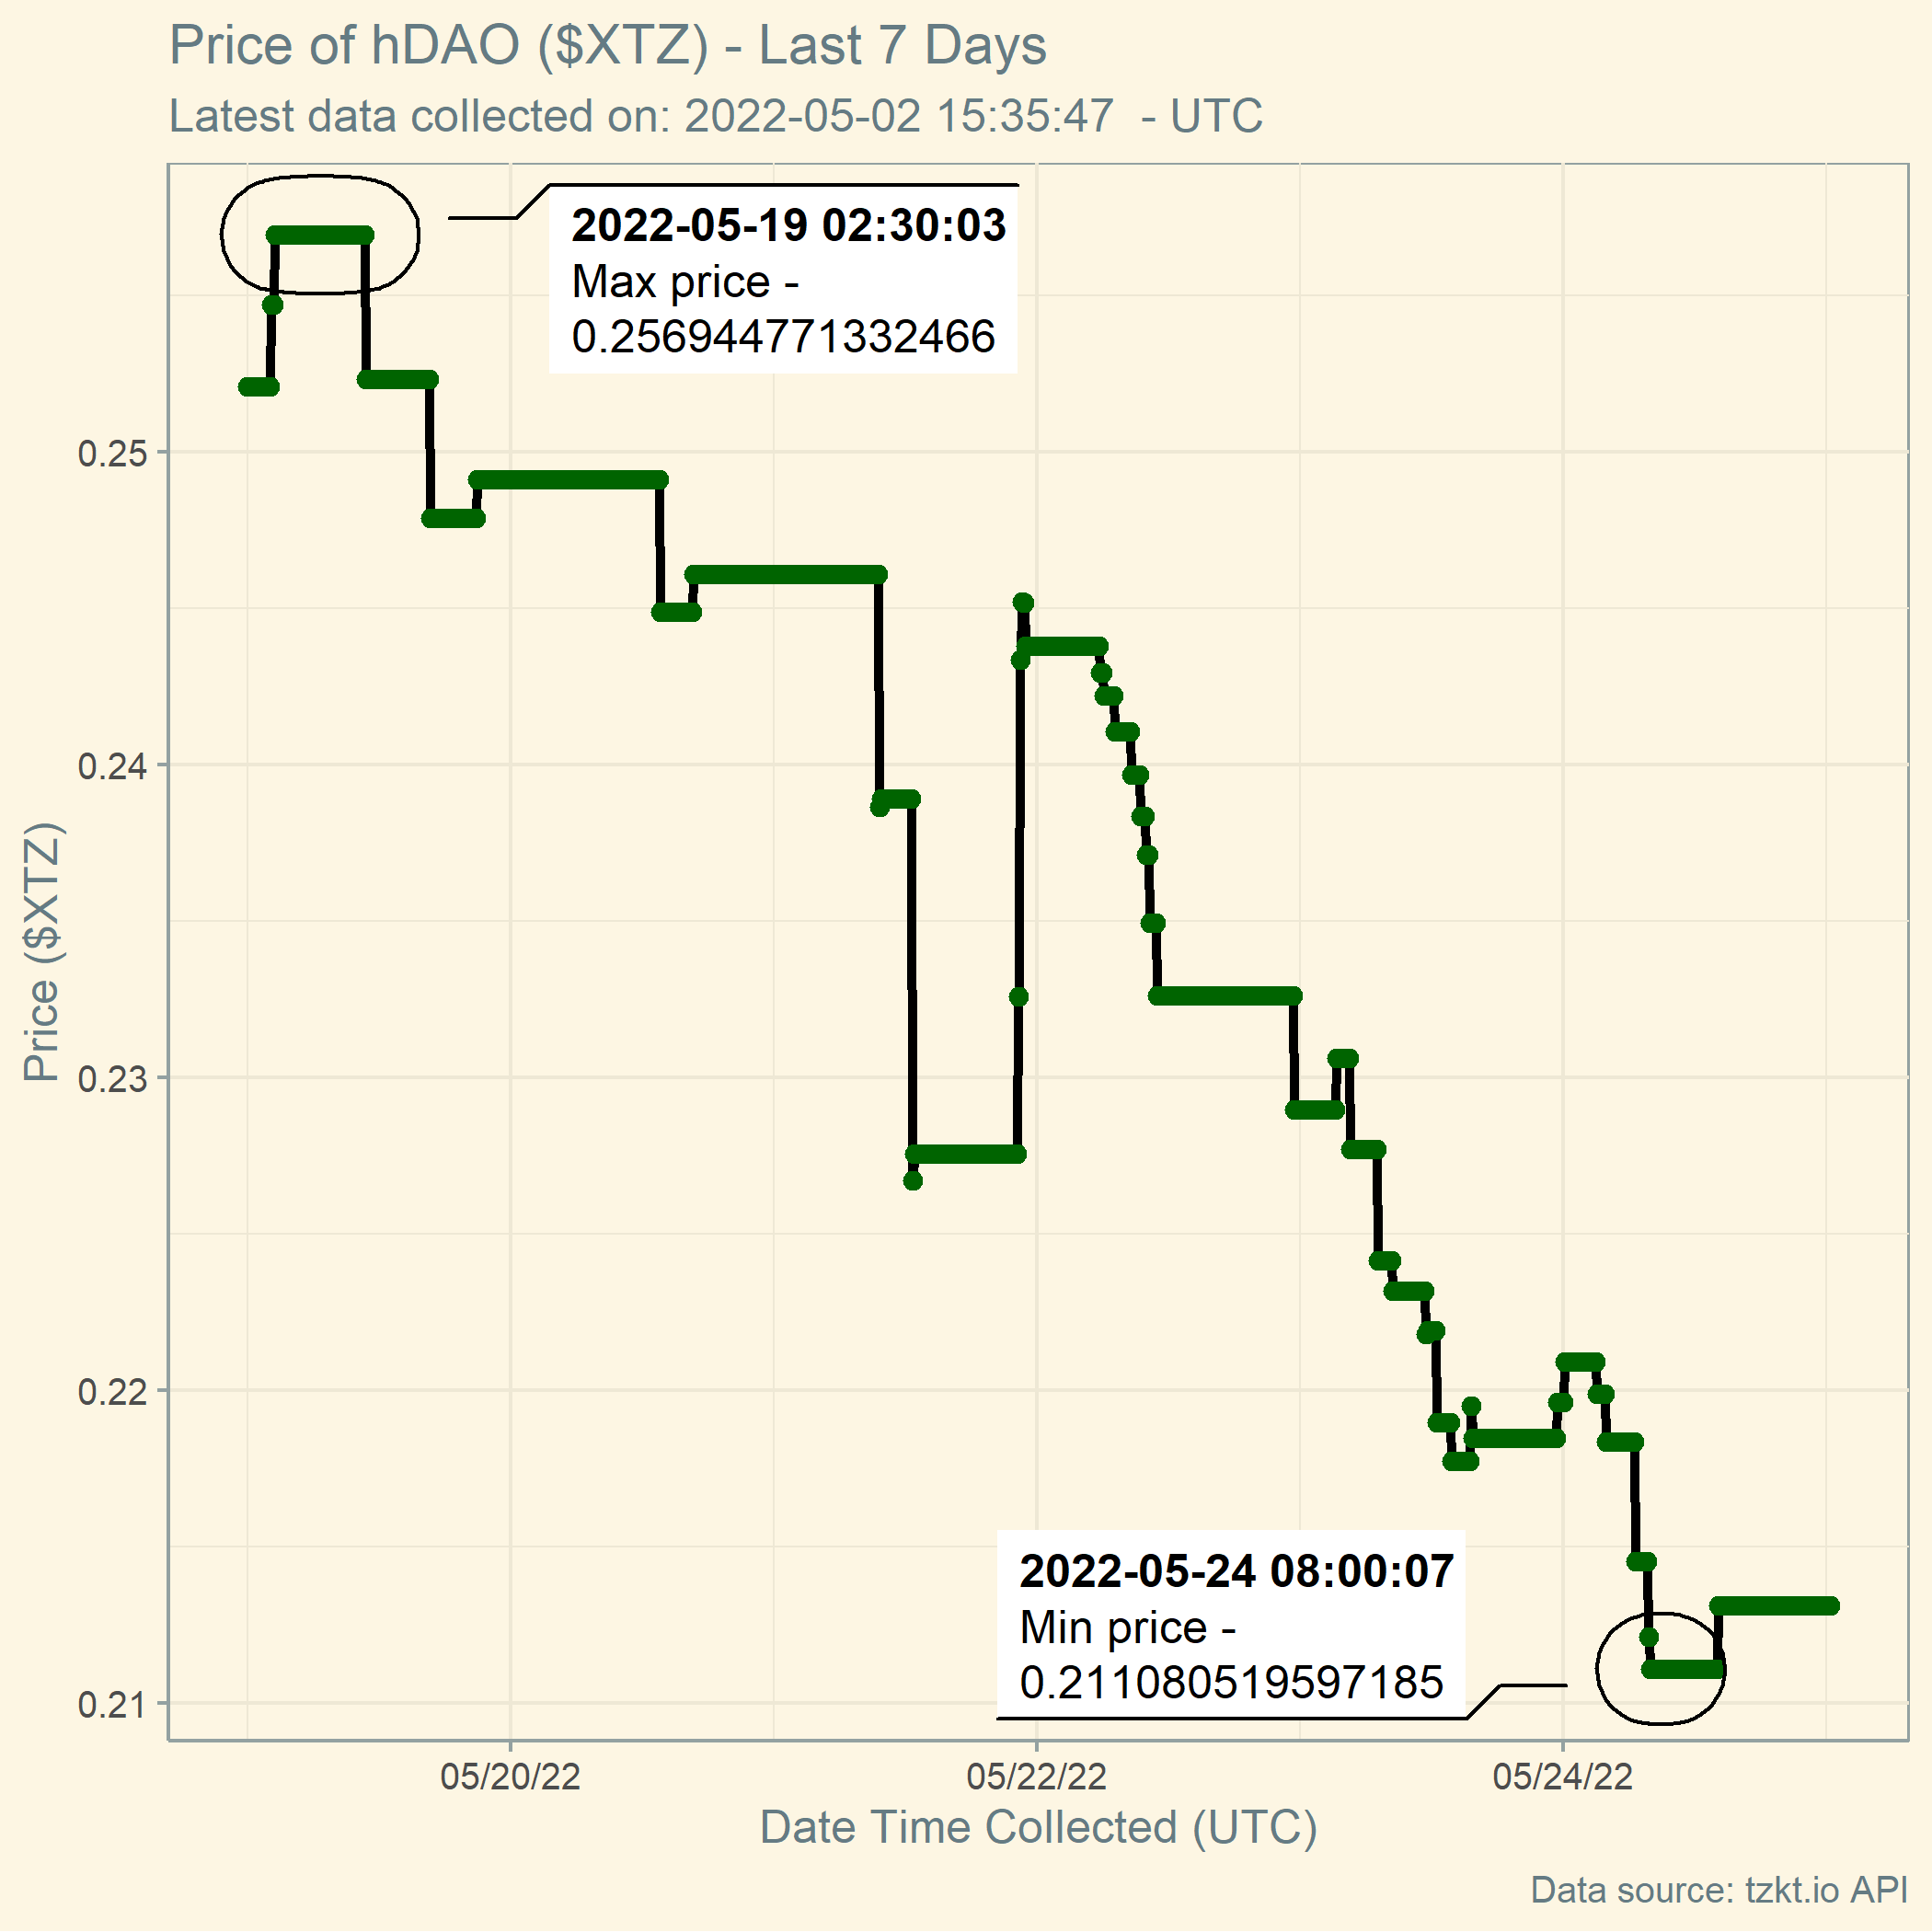 Price of hDAO ($XTZ) - Last 7 Days
Latest data collected on: 2022-05-02 15:35:47  - UTC
2022-05-19 02:30:03
Max price -
0.256944771332466
0.25
0.24
0.23
0.22
0.21
Price ($XTZ)
2022-05-24 08:00:07
Min price -
0.211080519597185
05/20/22
05/22/22
05/24/22
Date Time Collected (UTC)
Data source: tzkt.io API